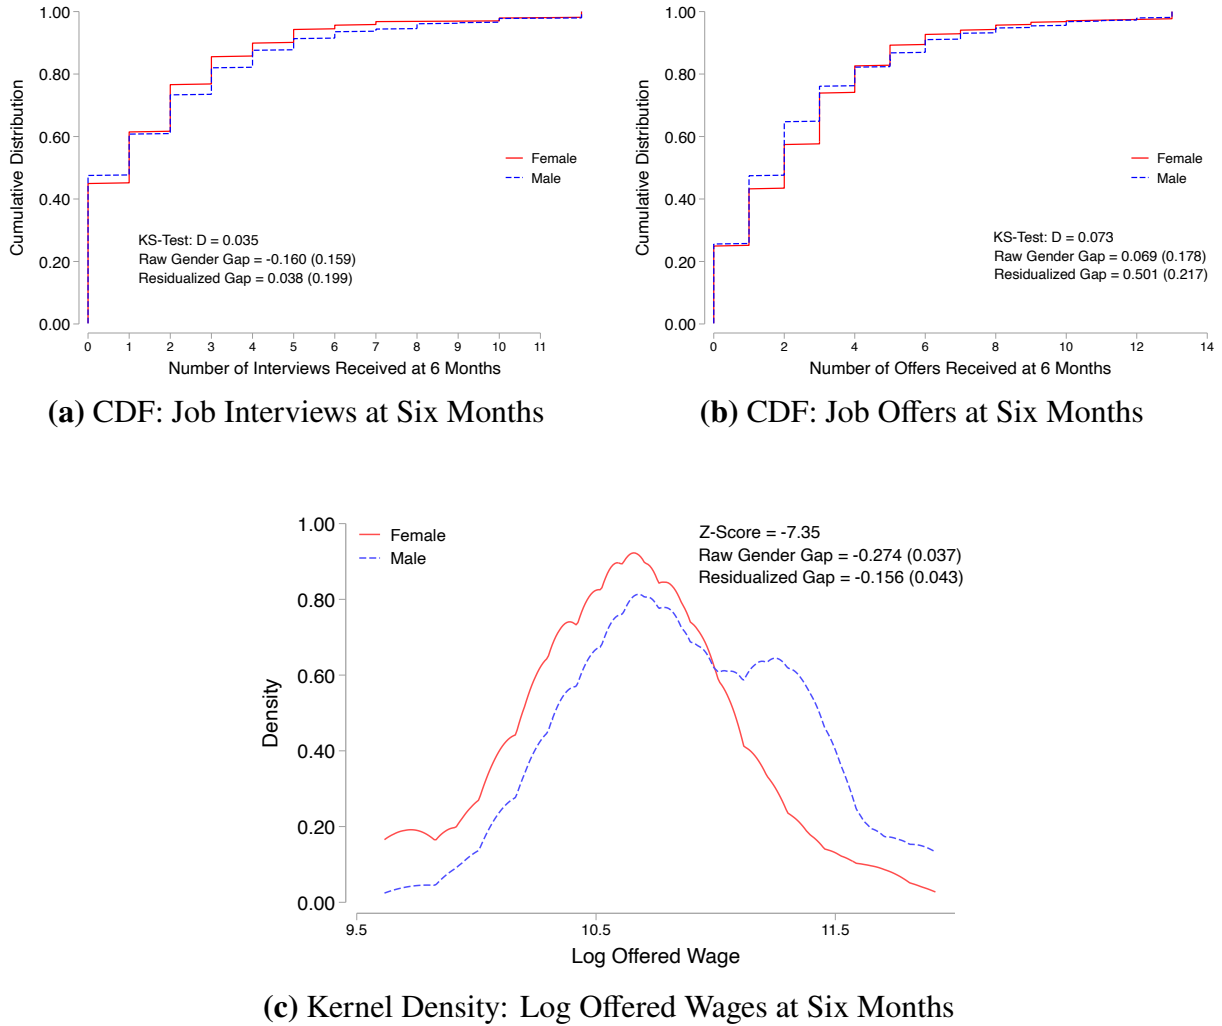 1.00
0.80
0.60
0.40
0.20
0.00
Cumulative Distribution
Female
Male
KS-Test: D = 0.035
Raw Gender Gap = -0.160 (0.159)
Residualized Gap = 0.038 (0.199)
0 1 2 3 4 5 6 7 8 9 10 11
Number of Interviews Received at 6 Months
(a) CDF: Job Interviews at Six Months
1.00
0.80
0.60
0.40
0.20
0.00
Cumulative Distribution
Female
Male
KS-Test: D = 0.073
Raw Gender Gap = 0.069 (0.178)
Residualized Gap = 0.501 (0.217)
0 2 4 6 8 10 12 14
Number of Offers Received at 6 Months
(b) CDF: Job Offers at Six Months
1.00
0.80
0.60
0.40
0.20
0.00
Density
Female
Male
Z-Score = -7.35
Raw Gender Gap = -0.274 (0.037)
Residualized Gap = -0.156 (0.043)
9.5 10.5 11.5
Log Offered Wage
(c) Kernel Density: Log Offered Wages at Six Months